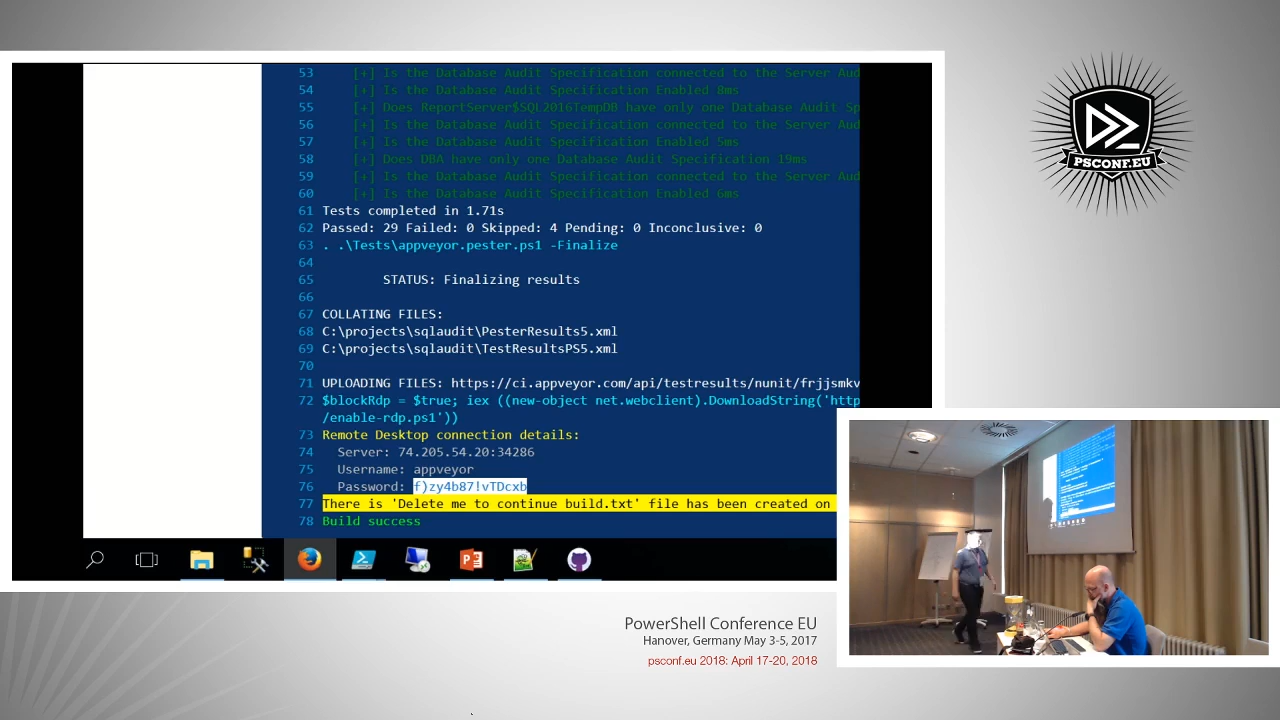 53 [+] Is the Database Audit Specification connected to the Server Aud
54 [+] Is the Database Audit Specification Enabled 8ms
55 [+] Does ReportServer$SQL2016TempDB have only one Database Audit Sp
56 [+] Is the Database Audit Specification connected to the Server Aud
57 [+] Is the Database Audit Specification Enabled 5ms
58 [+] Does DBA have only one Database Audit Specification 19ms
59 [+] Is the Database Audit Specification connected to the Server Aud
60 [+] Is the Database Audit Specification Enabled 6ms
61 Tests completed in 1.71s
62 Passed: 29 Failed: 0 Skipped: 4 Pending: 0 Inconclusive: 0
63 . .\Tests\appveyor.pester.ps1 -Finalize
64
65 STATUS: Finalizing results
66
67 COLLATING FILES:
68 C:\projects\sqlaudit\PesterResults5.xml
69 C:\projects\sqlaudit\TestResultsPS5.xml
70
71 UPLOADING FILES: https://ci.appveyor.com/api/testresults/nunit/frjjsmkv
72 $blockRdp = $true; iex ((new-object net.webclient).DownloadString('http
/enable-rdp.ps1'))
73 Remote Desktop connection details:
74 Server: 74.205.54.20:34286
75 Username: appveyor
76 Password: f)zy4b87!vTDcxb
77 There is 'Delete me to continue build.txt' file has been created on
78 Build success
PSCONF.EU
PowerShell Conference EU
Hanover, Germany May 3-5, 2017
psconf.eu 2018: April 17-20, 2018